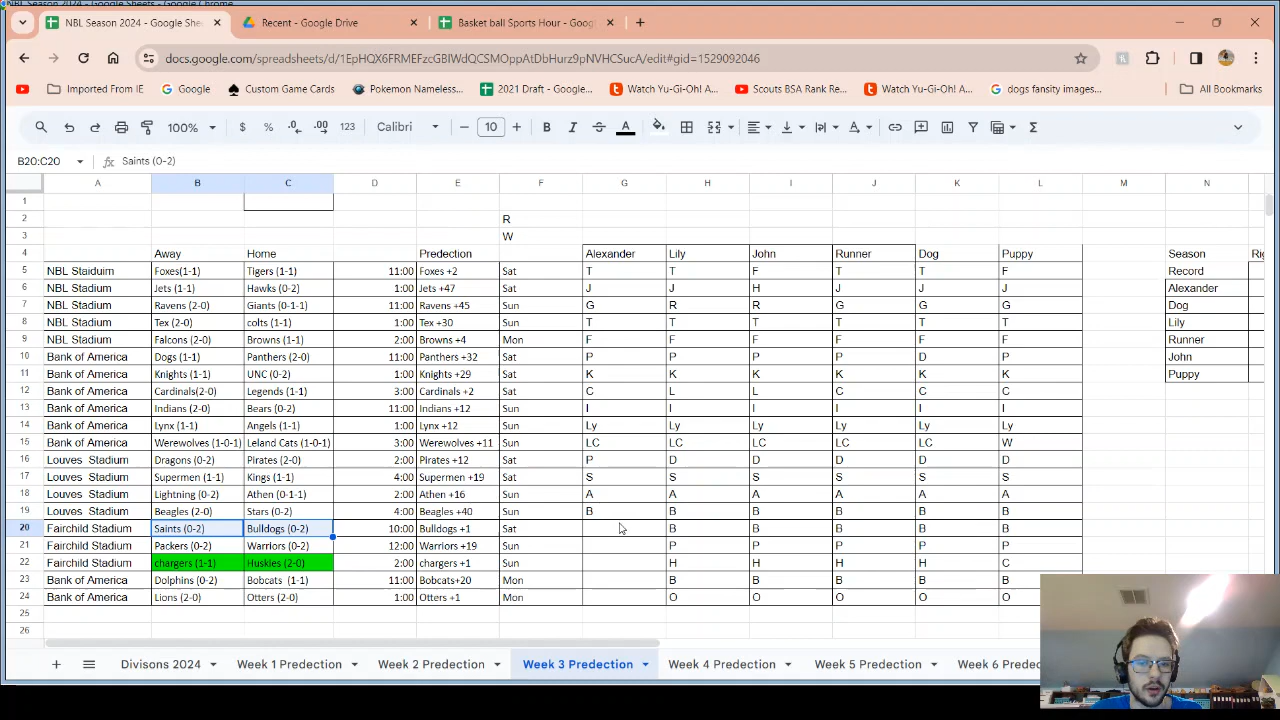 NBL Season 2024 - Google Sheets - Google Chrome
NBL Season 2024 - Google Shee × Recent - Google Drive × Basket ball Sports Hour - Goog × +
docs.google.com/spreadsheets/d/1EpHQX6FRMEFzrGBlWdQCSMOppAtDbHurz9pNVHCSucA/edit#gid=1529092046
Imported From IE Google Custom Game Cards Pokemon Nameless... 2021 Draft - Google... Watch Yu-Gi-Oh! A... Scouts BSA Rank Re... Watch Yu-Gi-Oh! A... dogs fansity images... All Bookmarks
100% $ % .0 .00 123 Calibri − 10 + B I S A Σ
B20:C20 fx Saints (0-2)
A B C D E F G H I J K L M N
1
2 R
3 W
4 Away Home Predection Alexander Lily John Runner Dog Puppy Season Rig
5 NBL Staiduim Foxes(1-1) Tigers (1-1) 11:00 Foxes +2 Sat T T F T T F Record
6 NBL Stadium Jets (1-1) Hawks (0-2) 1:00 Jets +47 Sat J J H J J J Alexander
7 NBL Stadium Ravens (2-0) Giants (0-1-1) 3:00 Ravens +45 Sun G R R G G G Dog
8 NBL Stadium Tex (2-0) colts (1-1) 1:00 Tex +30 Sun T T T T T T Lily
9 NBL Stadium Falcons (2-0) Browns (1-1) 2:00 Browns +4 Mon F F F F F F Runner
10 Bank of America Dogs (1-1) Panthers (2-0) 11:00 Panthers +32 Sat P P P P D P John
11 Bank of America Knights (1-1) UNC (0-2) 1:00 Knights +29 Sat K K K K K K Puppy
12 Bank of America Cardinals(2-0) Legends (1-1) 3:00 Cardinals +2 Sat C L L C C C
13 Bank of America Indians (2-0) Bears (0-2) 11:00 Indians +12 Sun I I I I I I
14 Bank of America Lynx (1-1) Angels (1-1) 1:00 Lynx +12 Sun Ly Ly Ly Ly Ly Ly
15 Bank of America Werewolves (1-0-1) Leland Cats (1-0-1) 3:00 Werewolves +11 Sun LC LC LC LC LC W
16 Louves Stadium Dragons (0-2) Pirates (2-0) 2:00 Pirates +12 Sat P D D D D D
17 Louves Stadium Supermen (1-1) Kings (1-1) 4:00 Supermen +19 Sat S S S S S S
18 Louves Stadium Lightning (0-2) Athen (0-1-1) 2:00 Athen +16 Sun A A A A A A
19 Louves Stadium Beagles (2-0) Stars (0-2) 4:00 Beagles +40 Sun B B B B B B
20 Fairchild Stadium Saints (0-2) Bulldogs (0-2) 10:00 Bulldogs +1 Sat B B B B B
21 Fairchild Stadium Packers (0-2) Warriors (0-2) 12:00 Warriors +19 Sun P P P P P
22 Fairchild Stadium chargers (1-1) Huskies (2-0) 2:00 chargers +1 Sun H H H H C
23 Bank of America Dolphins (0-2) Bobcats (1-1) 11:00 Bobcats+20 Mon B B B B B
24 Bank of America Lions (2-0) Otters (2-0) 1:00 Otters +1 Mon O O O O O
25
26
+ Divisons 2024 Week 1 Predection Week 2 Predection Week 3 Predection Week 4 Predection Week 5 Predection Week 6 Predec